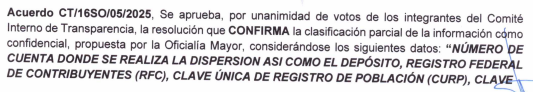 Acuerdo CT/16SO/05/2025, Se aprueba, por unanimidad de votos de los integrantes del Comité
Interno de Transparencia, la resolución que CONFIRMA la clasificación parcial de la información como
confidencial, propuesta por la Oficialía Mayor, considerándose los siguientes datos: "NÚMERO DE
CUENTA DONDE SE REALIZA LA DISPERSION ASI COMO EL DEPÓSITO, REGISTRO FEDERAL
DE CONTRIBUYENTES (RFC), CLAVE ÚNICA DE REGISTRO DE POBLACIÓN (CURP), CLAVE